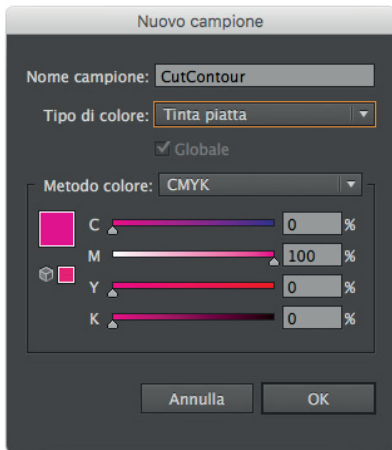 Nuovo campione
Nome campione: CutContour
Tipo di colore: Tinta piatta
Globale
Metodo colore: CMYK
C 0 %
M 100 %
Y 0 %
K 0 %
Annulla OK